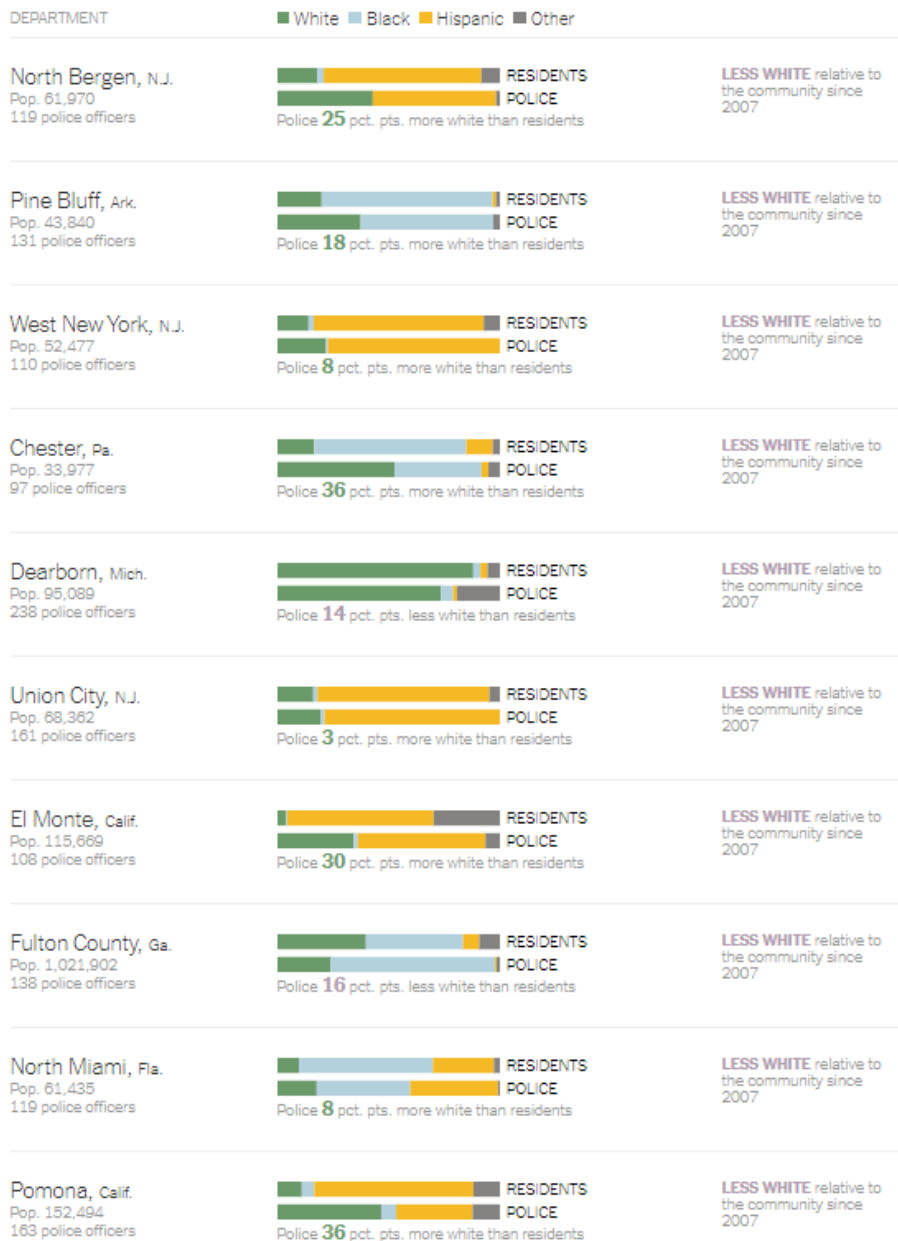 DEPARTMENT
White Black Hispanic Other
North Bergen, N.J.
Pop. 61,970
119 police officers
RESIDENTS
POLICE
Police 25 pct. pts. more white than residents
LESS WHITE relative to
the community since
2007
Pine Bluff, Ark.
Pop. 43,840
131 police officers
RESIDENTS
POLICE
Police 18 pct. pts. more white than residents
LESS WHITE relative to
the community since
2007
West New York, N.J.
Pop. 52,477
110 police officers
RESIDENTS
POLICE
Police 8 pct. pts. more white than residents
LESS WHITE relative to
the community since
2007
Chester, Pa.
Pop. 33,977
97 police officers
RESIDENTS
POLICE
Police 36 pct. pts. more white than residents
LESS WHITE relative to
the community since
2007
Dearborn, Mich.
Pop. 95,089
238 police officers
RESIDENTS
POLICE
Police 14 pct. pts. less white than residents
LESS WHITE relative to
the community since
2007
Union City, N.J.
Pop. 68,362
161 police officers
RESIDENTS
POLICE
Police 3 pct. pts. more white than residents
LESS WHITE relative to
the community since
2007
El Monte, Calif.
Pop. 115,669
108 police officers
RESIDENTS
POLICE
Police 30 pct. pts. more white than residents
LESS WHITE relative to
the community since
2007
Fulton County, Ga.
Pop. 1,021,902
138 police officers
RESIDENTS
POLICE
Police 16 pct. pts. less white than residents
LESS WHITE relative to
the community since
2007
North Miami, Fla.
Pop. 61,435
119 police officers
RESIDENTS
POLICE
Police 8 pct. pts. more white than residents
LESS WHITE relative to
the community since
2007
Pomona, Calif.
Pop. 152,494
163 police officers
RESIDENTS
POLICE
Police 36 pct. pts. more white than residents
LESS WHITE relative to
the community since
2007